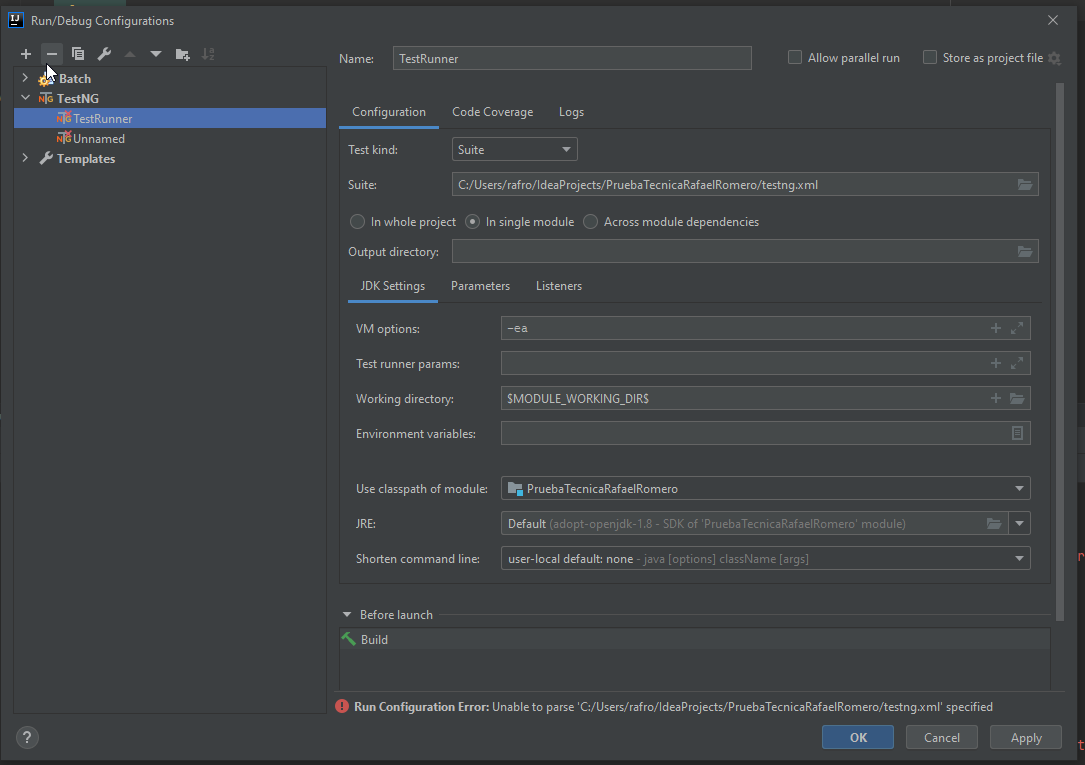 Run/Debug Configurations
Name: TestRunner Allow parallel run Store as project file
Batch
TestNG
TestRunner
Unnamed
Templates
Configuration Code Coverage Logs
Test kind: Suite
Suite: C:/Users/rafro/IdeaProjects/PruebaTecnicaRafaelRomero/testng.xml
In whole project In single module Across module dependencies
Output directory:
JDK Settings Parameters Listeners
VM options: -ea
Test runner params:
Working directory: $MODULE_WORKING_DIR$
Environment variables:
Use classpath of module: PruebaTecnicaRafaelRomero
JRE: Default (adopt-openjdk-1.8 - SDK of 'PruebaTecnicaRafaelRomero' module)
Shorten command line: user-local default: none - java [options] className [args]
Before launch
Build
Run Configuration Error: Unable to parse 'C:/Users/rafro/IdeaProjects/PruebaTecnicaRafaelRomero/testng.xml' specified
? OK Cancel Apply